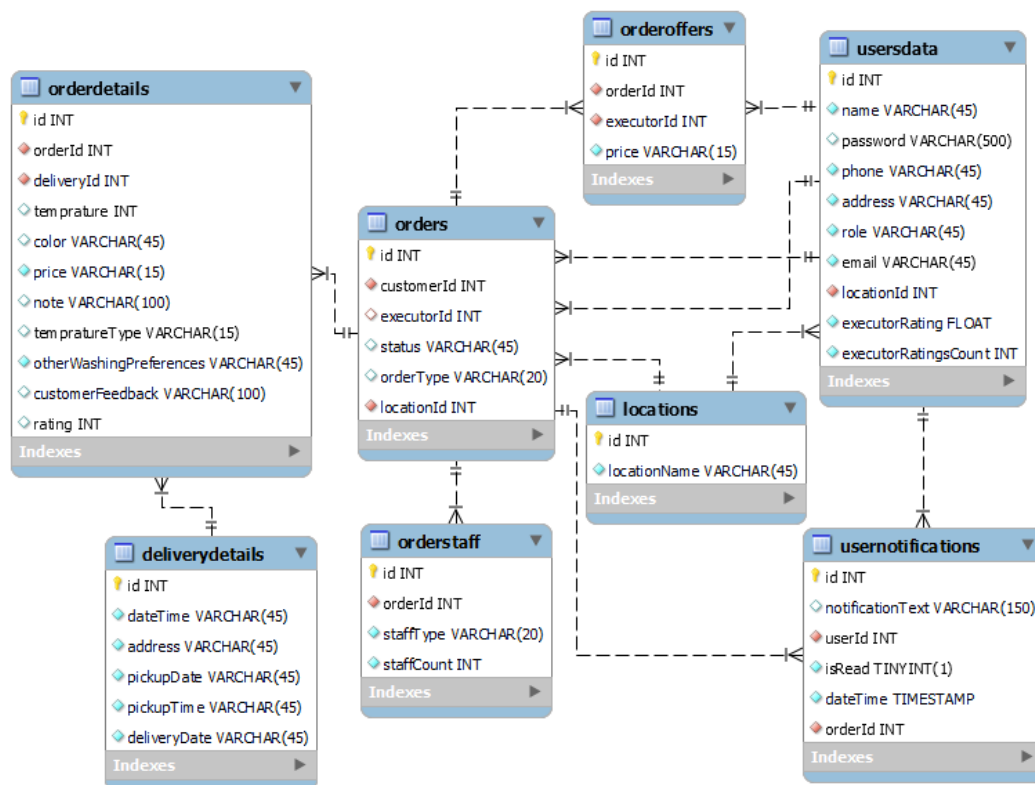 orderdetails
id INT
orderId INT
deliveryId INT
temprature INT
color VARCHAR(45)
price VARCHAR(15)
note VARCHAR(100)
tempratureType VARCHAR(15)
otherWashingPreferences VARCHAR(45)
customerFeedback VARCHAR(100)
rating INT
Indexes
orderoffers
id INT
orderId INT
executorId INT
price VARCHAR(15)
Indexes
usersdata
id INT
name VARCHAR(45)
password VARCHAR(500)
phone VARCHAR(45)
address VARCHAR(45)
role VARCHAR(45)
email VARCHAR(45)
locationId INT
executorRating FLOAT
executorRatingsCount INT
Indexes
orders
id INT
customerId INT
executorId INT
status VARCHAR(45)
orderType VARCHAR(20)
locationId INT
Indexes
locations
id INT
locationName VARCHAR(45)
Indexes
deliverydetails
id INT
dateTime VARCHAR(45)
address VARCHAR(45)
pickupDate VARCHAR(45)
pickupTime VARCHAR(45)
deliveryDate VARCHAR(45)
Indexes
orderstaff
id INT
orderId INT
staffType VARCHAR(20)
staffCount INT
Indexes
usernotifications
id INT
notificationText VARCHAR(150)
userId INT
isRead TINYINT(1)
dateTime TIMESTAMP
orderId INT
Indexes